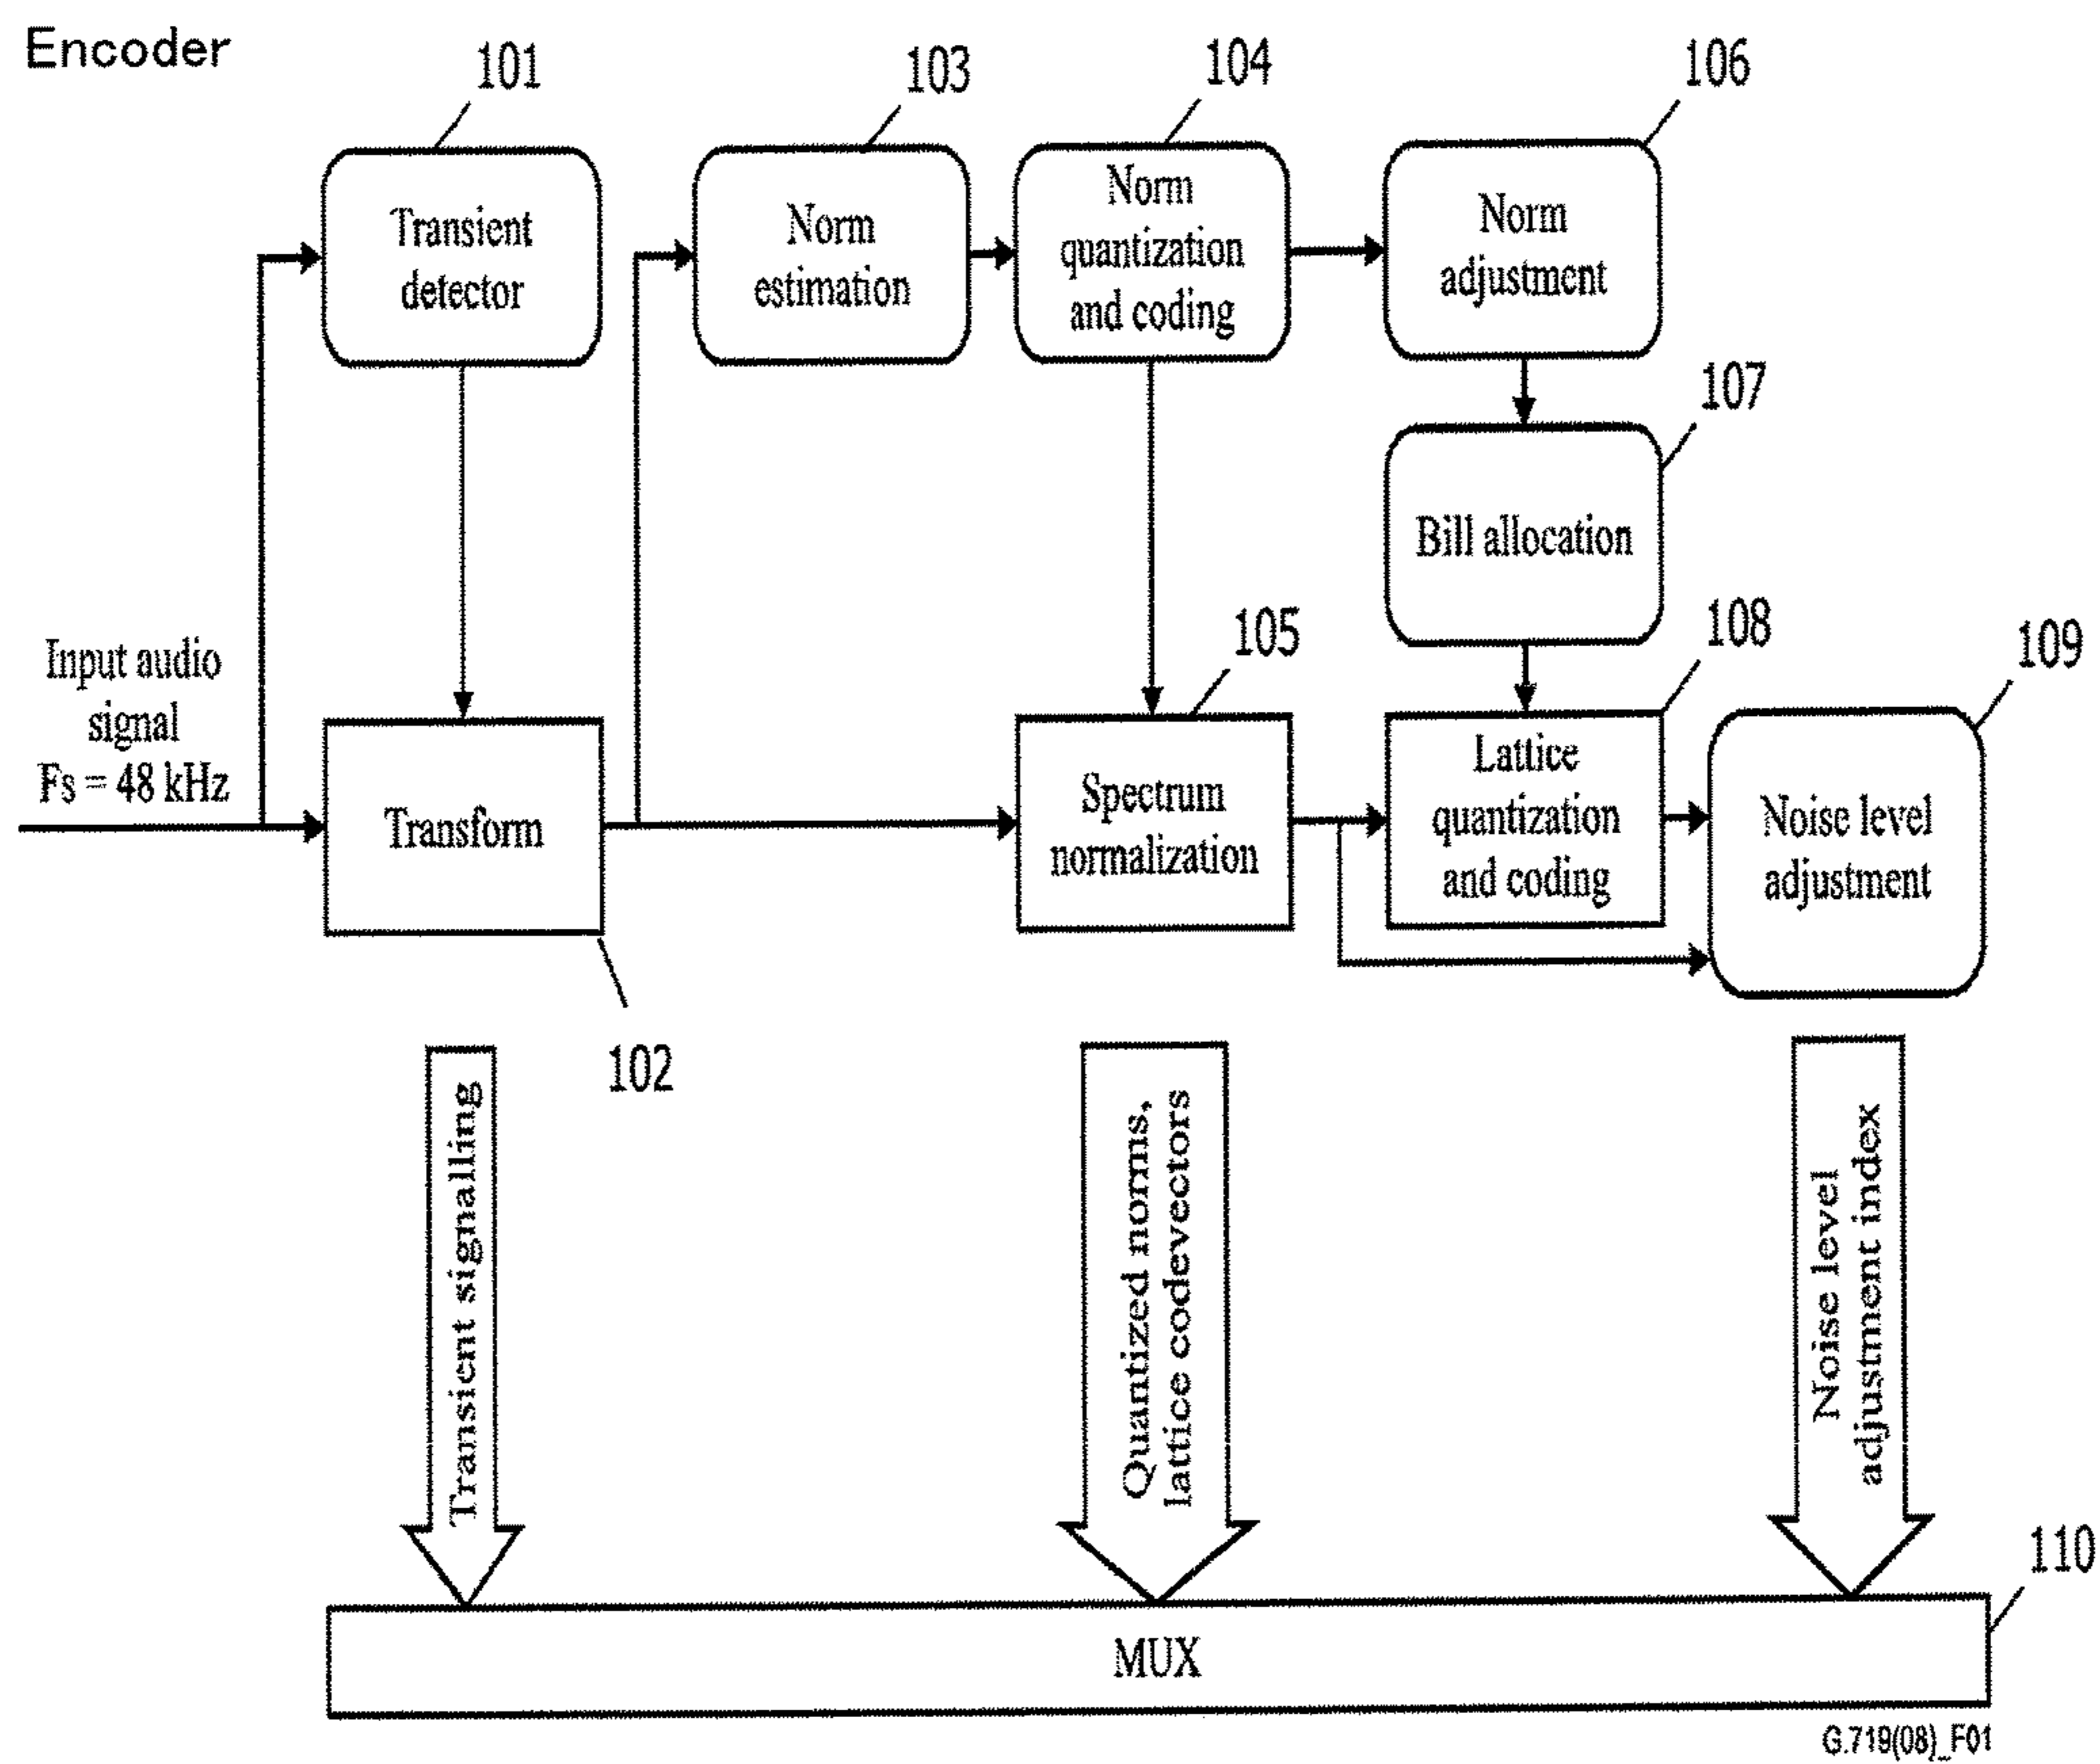 Encoder
101
103
104
106
Transient
detector
Norm
estimation
Norm
quantization
and coding
Norm
adjustment
107
Bill allocation
Input audio
signal
Fs = 48 kHz
105
108
109
Transform
Spectrum
normalization
Lattice
quantization
and coding
Noise level
adjustment
102
Transient signalling
Quantized norms,
lattice codevectors
Noise level
adjustment index
110
MUX
G.719(08)_F01